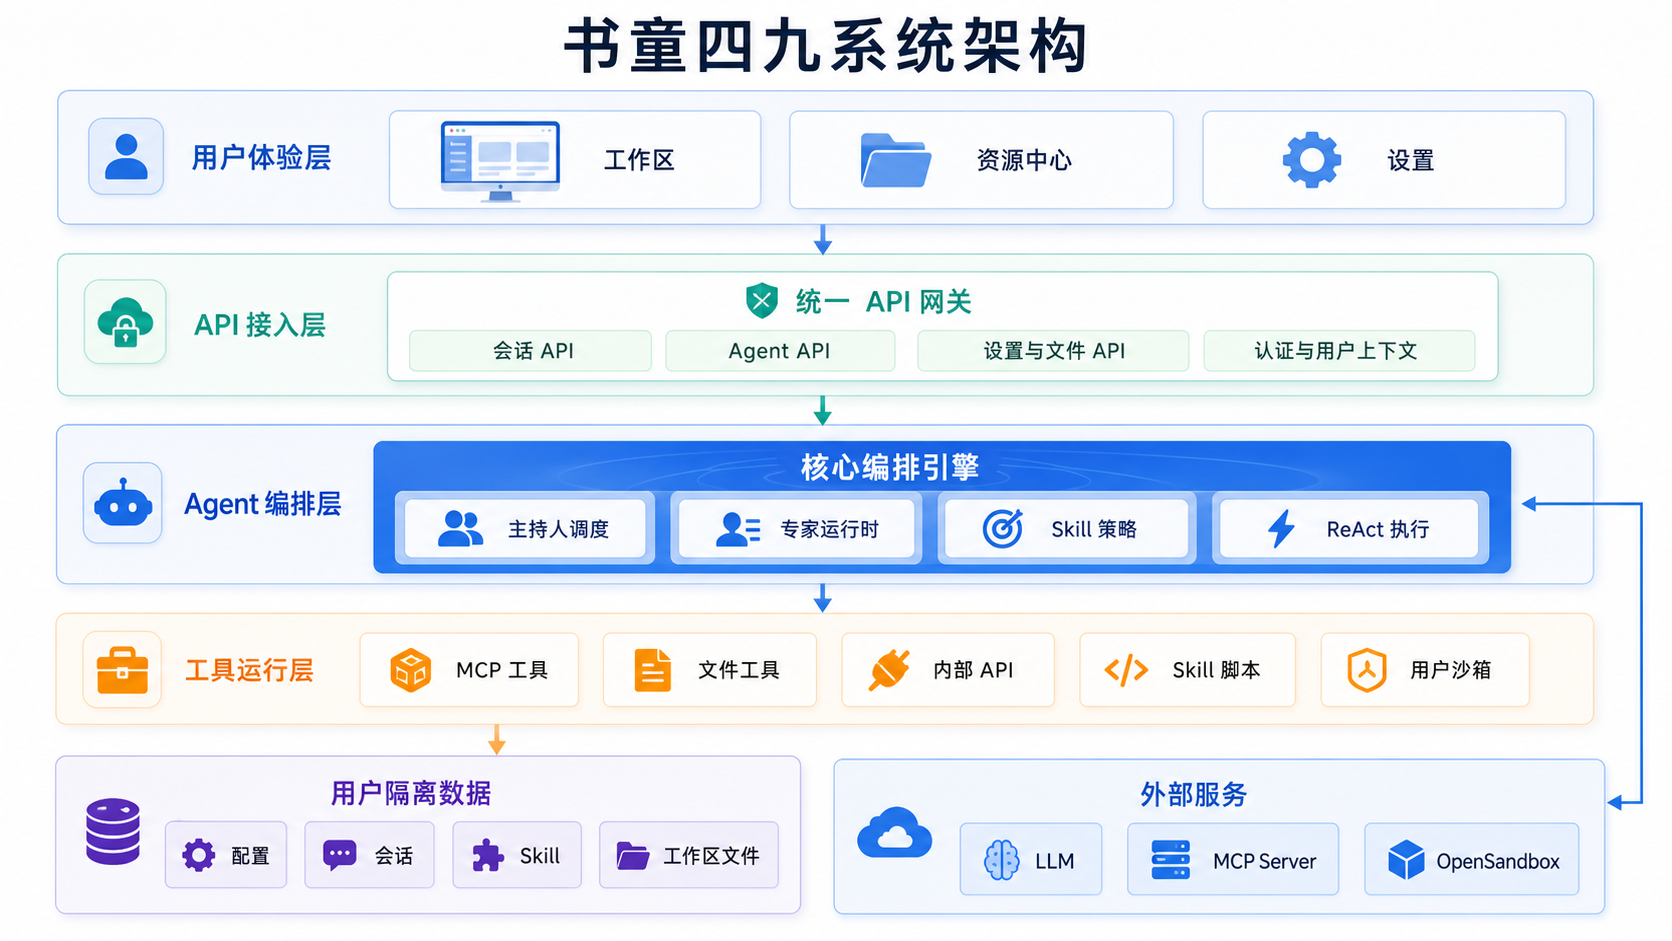 书童四九系统架构
用户体验层
工作区
资源中心
设置
API 接入层
统一 API 网关
会话 API
Agent API
设置与文件 API
认证与用户上下文
Agent 编排层
核心编排引擎
主持人调度
专家运行时
Skill 策略
ReAct 执行
工具运行层
MCP 工具
文件工具
内部 API
Skill 脚本
用户沙箱
用户隔离数据
配置
会话
Skill
工作区文件
外部服务
LLM
MCP Server
OpenSandbox